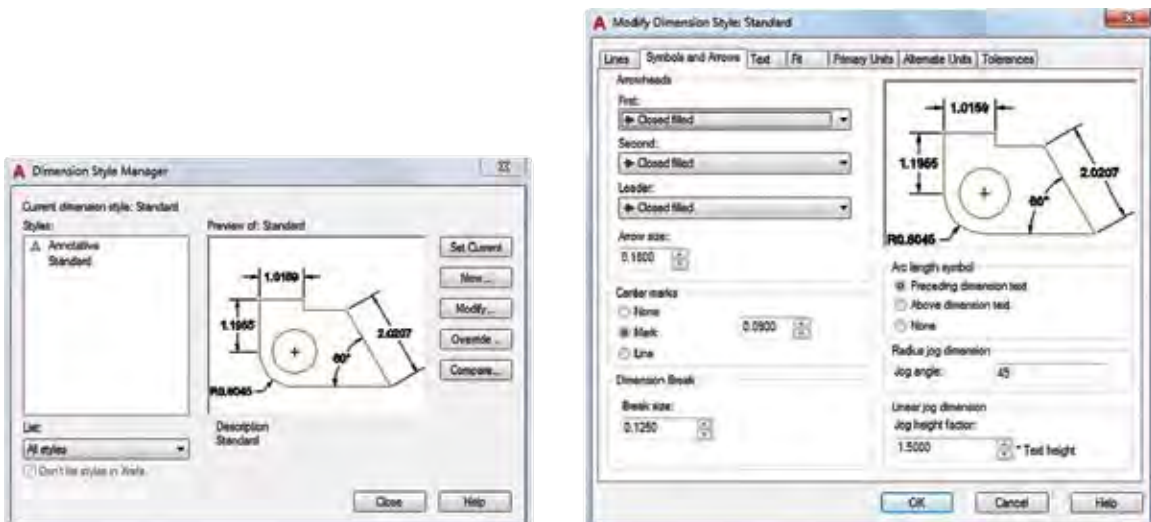 Dimension Style Manager
Current dimension style: Standard
Styles:
Annotative
Standard
Preview of: Standard
1.0159
1.1955
2.0207
60°
R0.8045
Set Current
New...
Modify...
Override...
Compare...
List:
All styles
Don't list styles in Xrefs
Description
Standard
Close
Help
Modify Dimension Style: Standard
Lines
Symbols and Arrows
Text
Fit
Primary Units
Alternate Units
Tolerences
Arrowheads
First:
Closed filled
Second:
Closed filled
Leader:
Closed filled
Arrow size:
0.1800
Center marks
None
Mark
0.0900
Line
Dimension Break
Break size:
0.1250
1.0159
1.1955
2.0207
60°
R0.8045
Arc length symbol
Preceding dimension text
Above dimension text
None
Radius jog dimension
Jog angle:
45
Linear jog dimension
Jog height factor:
1.5000
* Text height
OK
Cancel
Help